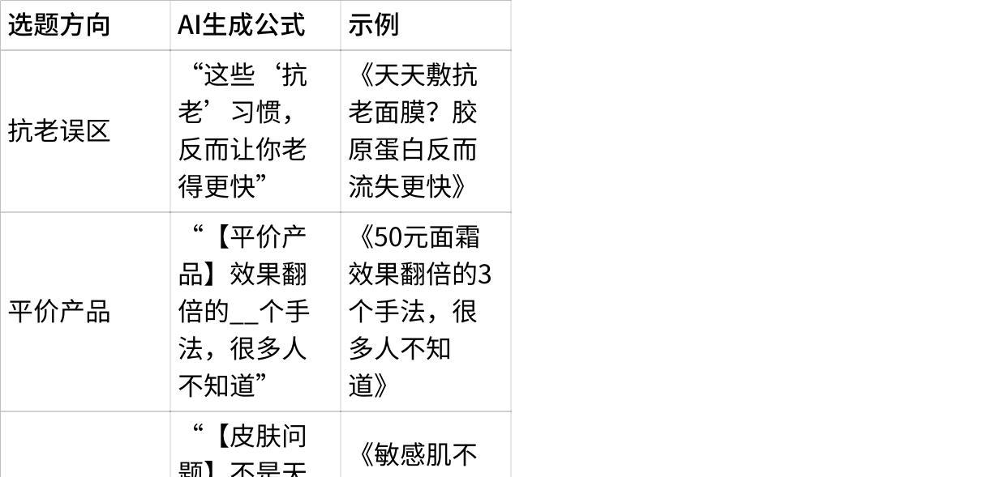 选题方向
AI生成公式
示例
抗老误区
“这些‘抗
老’习惯，
反而让你老
得更快”
《天天敷抗
老面膜？胶
原蛋白反而
流失更快》
平价产品
“【平价产
品】效果翻
倍的__个手
法，很多人
不知道”
《50元面霜
效果翻倍的3
个手法，很
多人不知
道》
“【皮肤问
题】不是天
《敏感肌不